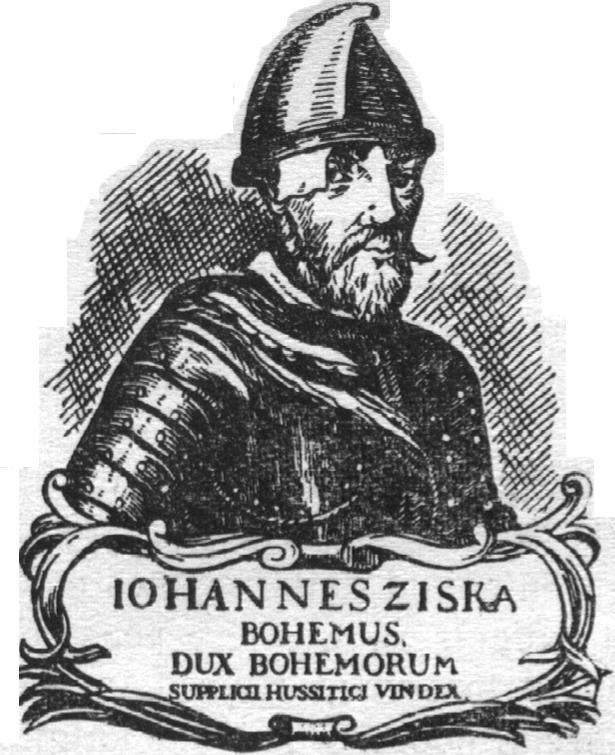 IOHANNES ZISKA
BOHEMUS,
DUX BOHEMORUM
SUPPLICII HUSSITICI VINDEX.